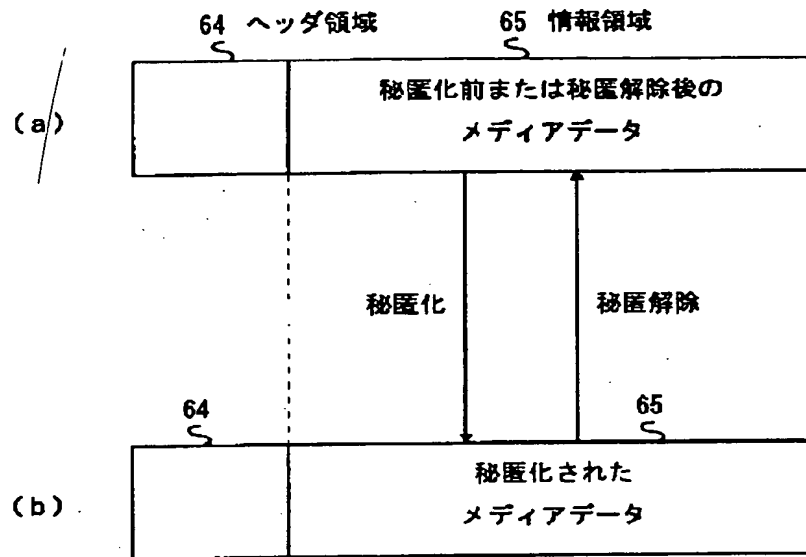 64 ヘッダ領域
65 情報領域
(a)
秘匿化前または秘匿解除後の
メディアデータ
秘匿化
秘匿解除
64
65
(b)
秘匿化された
メディアデータ